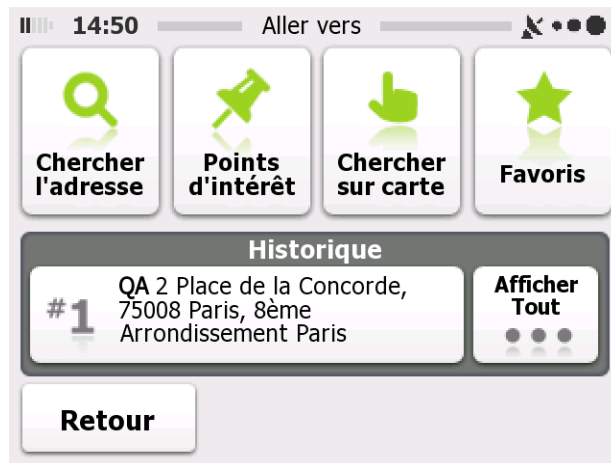 14:50 Aller vers
Chercher
l'adresse
Points
d'intérêt
Chercher
sur carte
Favoris
Historique
#1
QA 2 Place de la Concorde,
75008 Paris, 8ème
Arrondissement Paris
Afficher
Tout
Retour